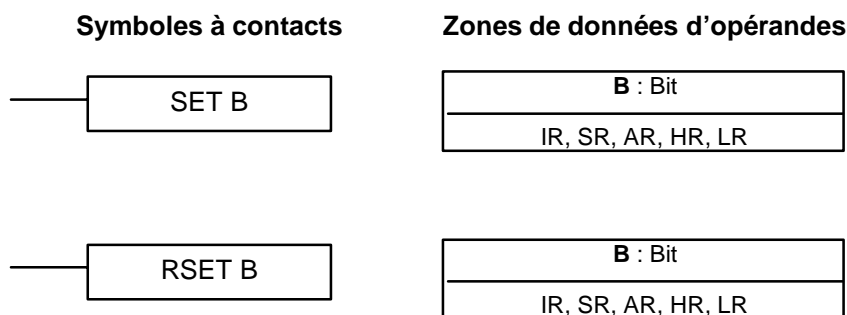 Symboles à contacts
Zones de données d’opérandes
SET B
B : Bit
IR, SR, AR, HR, LR
RSET B
B : Bit
IR, SR, AR, HR, LR